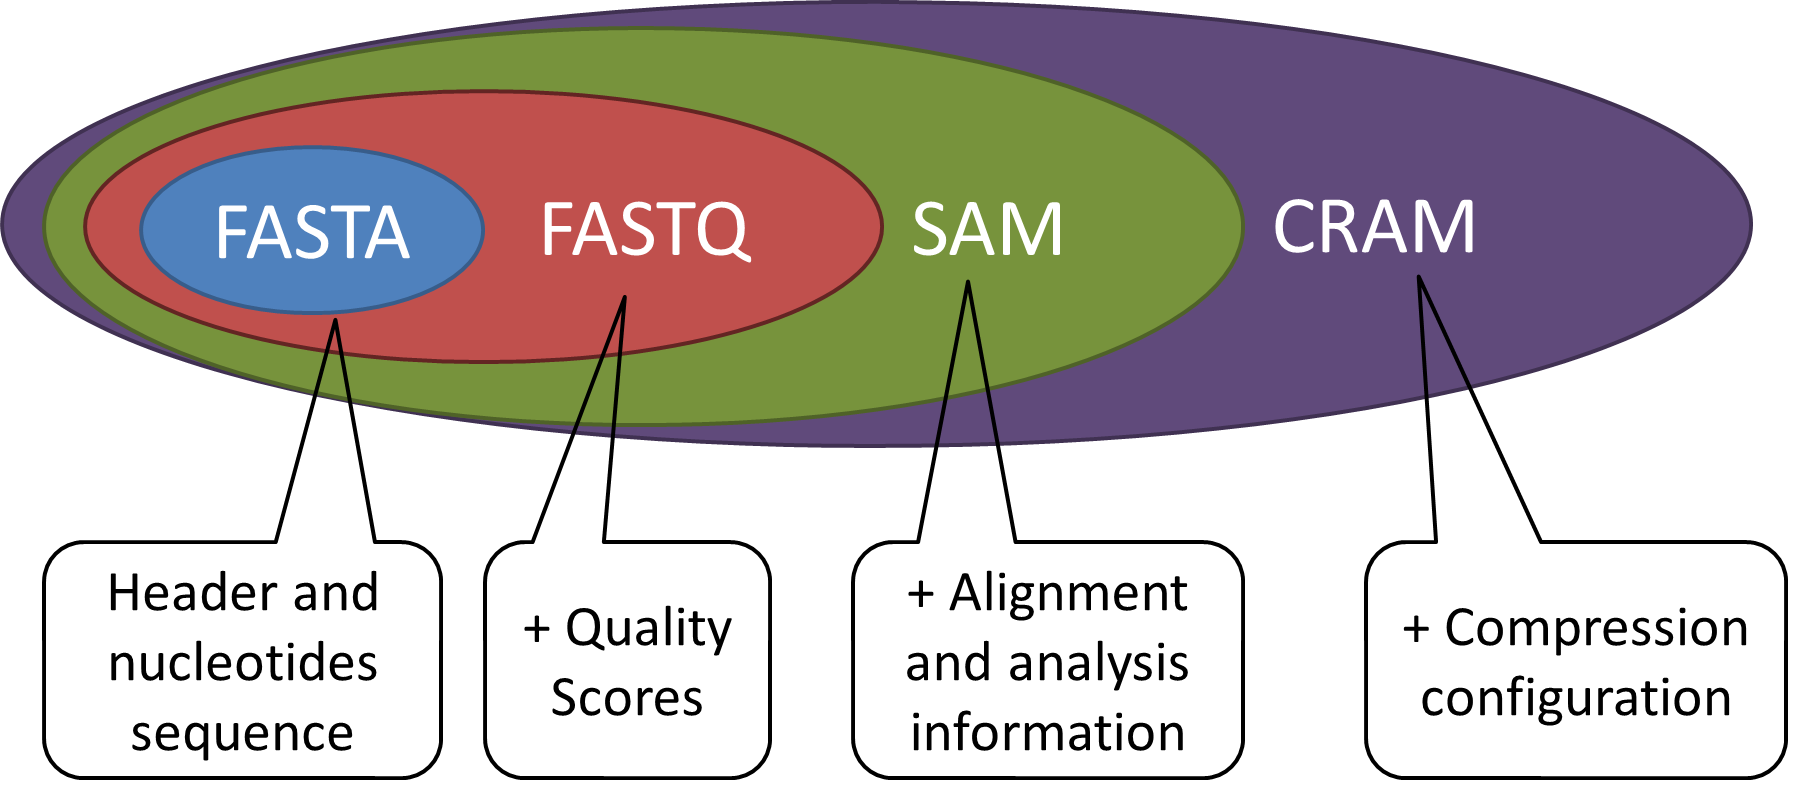 FASTA
FASTQ
SAM
CRAM
Header and
nucleotides
sequence
+ Quality
Scores
+ Alignment
and analysis
information
+ Compression
configuration